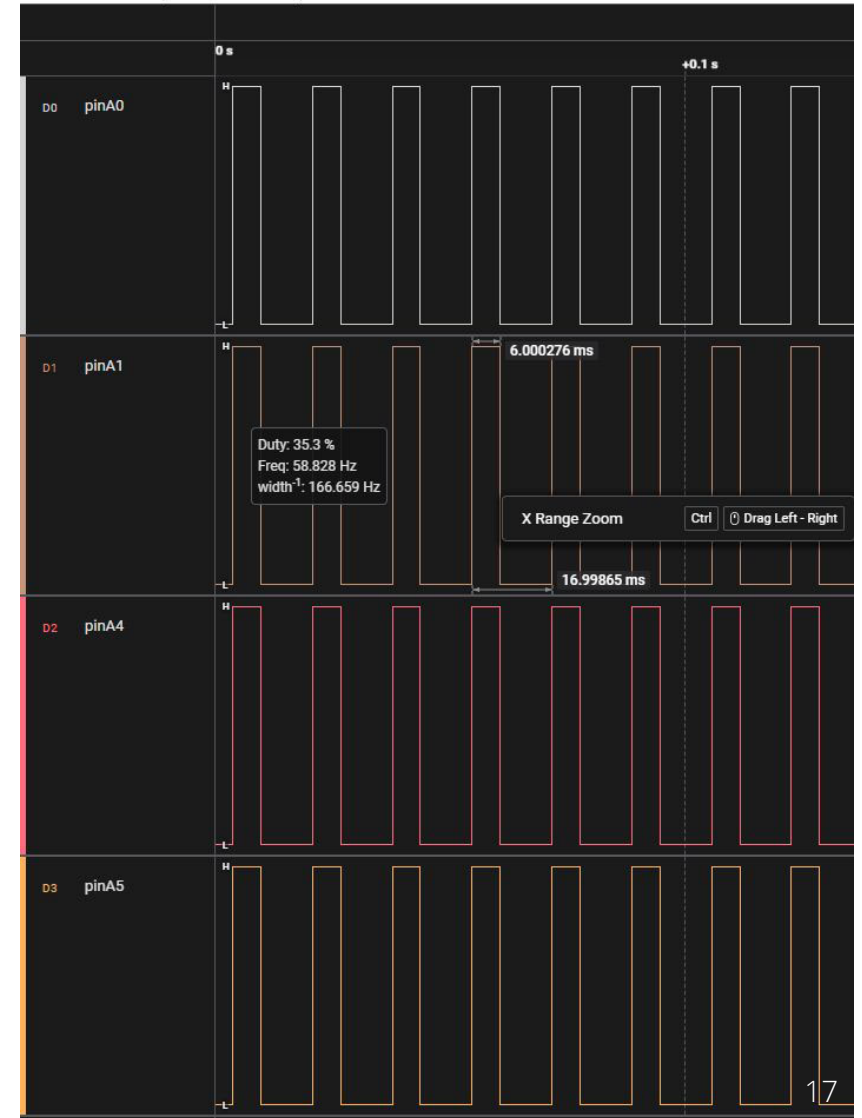 0 s
+0.1 s
D0 pinA0
H
L
D1 pinA1
H
6.000276 ms
Duty: 35.3 %
Freq: 58.828 Hz
width⁻¹: 166.659 Hz
X Range Zoom Ctrl Drag Left - Right
16.99865 ms
L
D2 pinA4
H
L
D3 pinA5
H
L
17